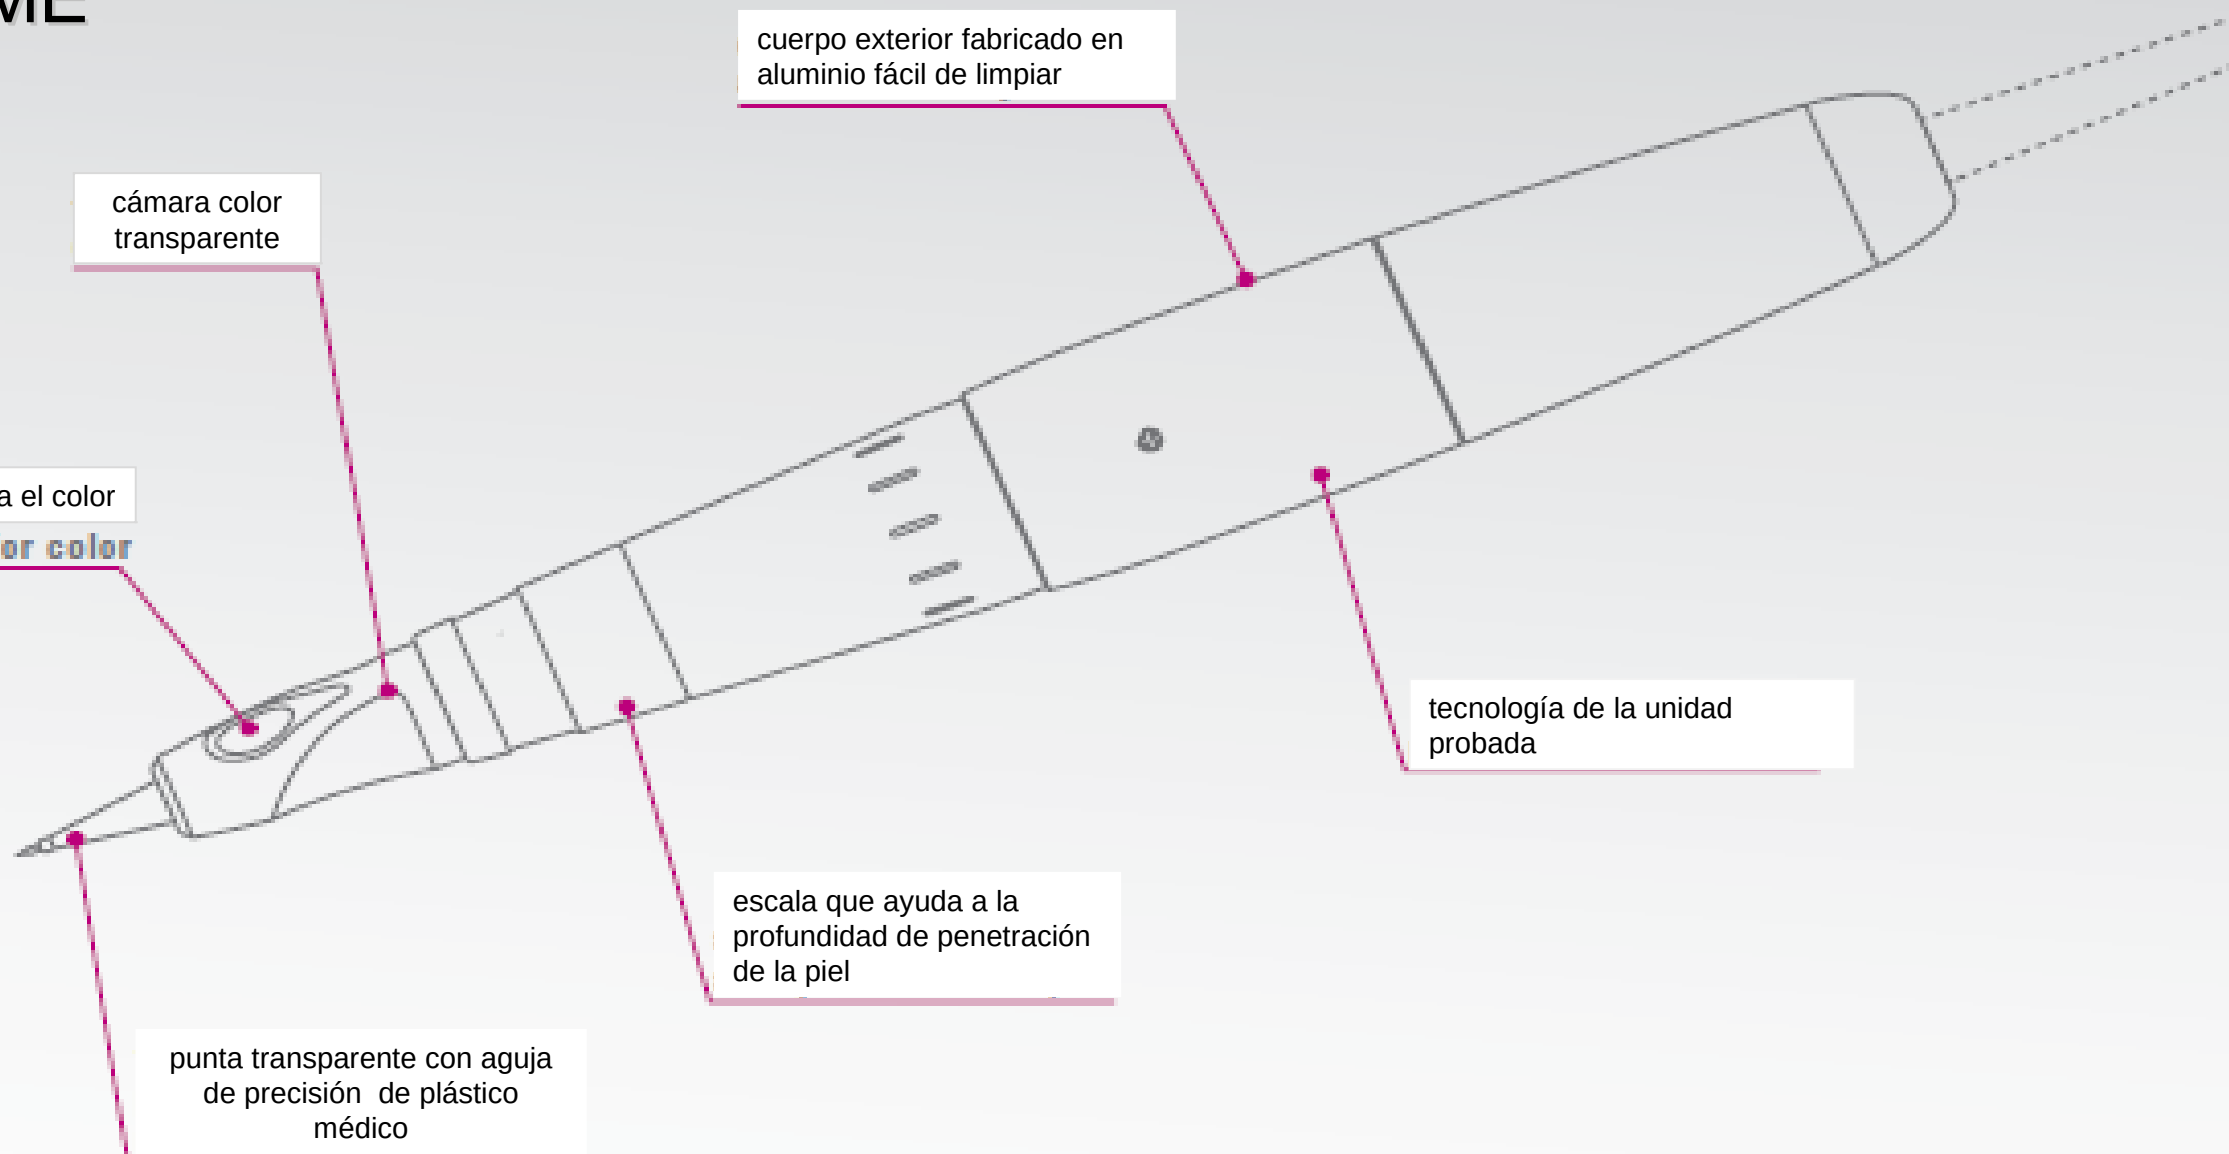 ME
cuerpo exterior fabricado en
aluminio fácil de limpiar
cámara color
transparente
a el color
or color
tecnología de la unidad
probada
escala que ayuda a la
profundidad de penetración
de la piel
punta transparente con aguja
de precisión de plástico
médico